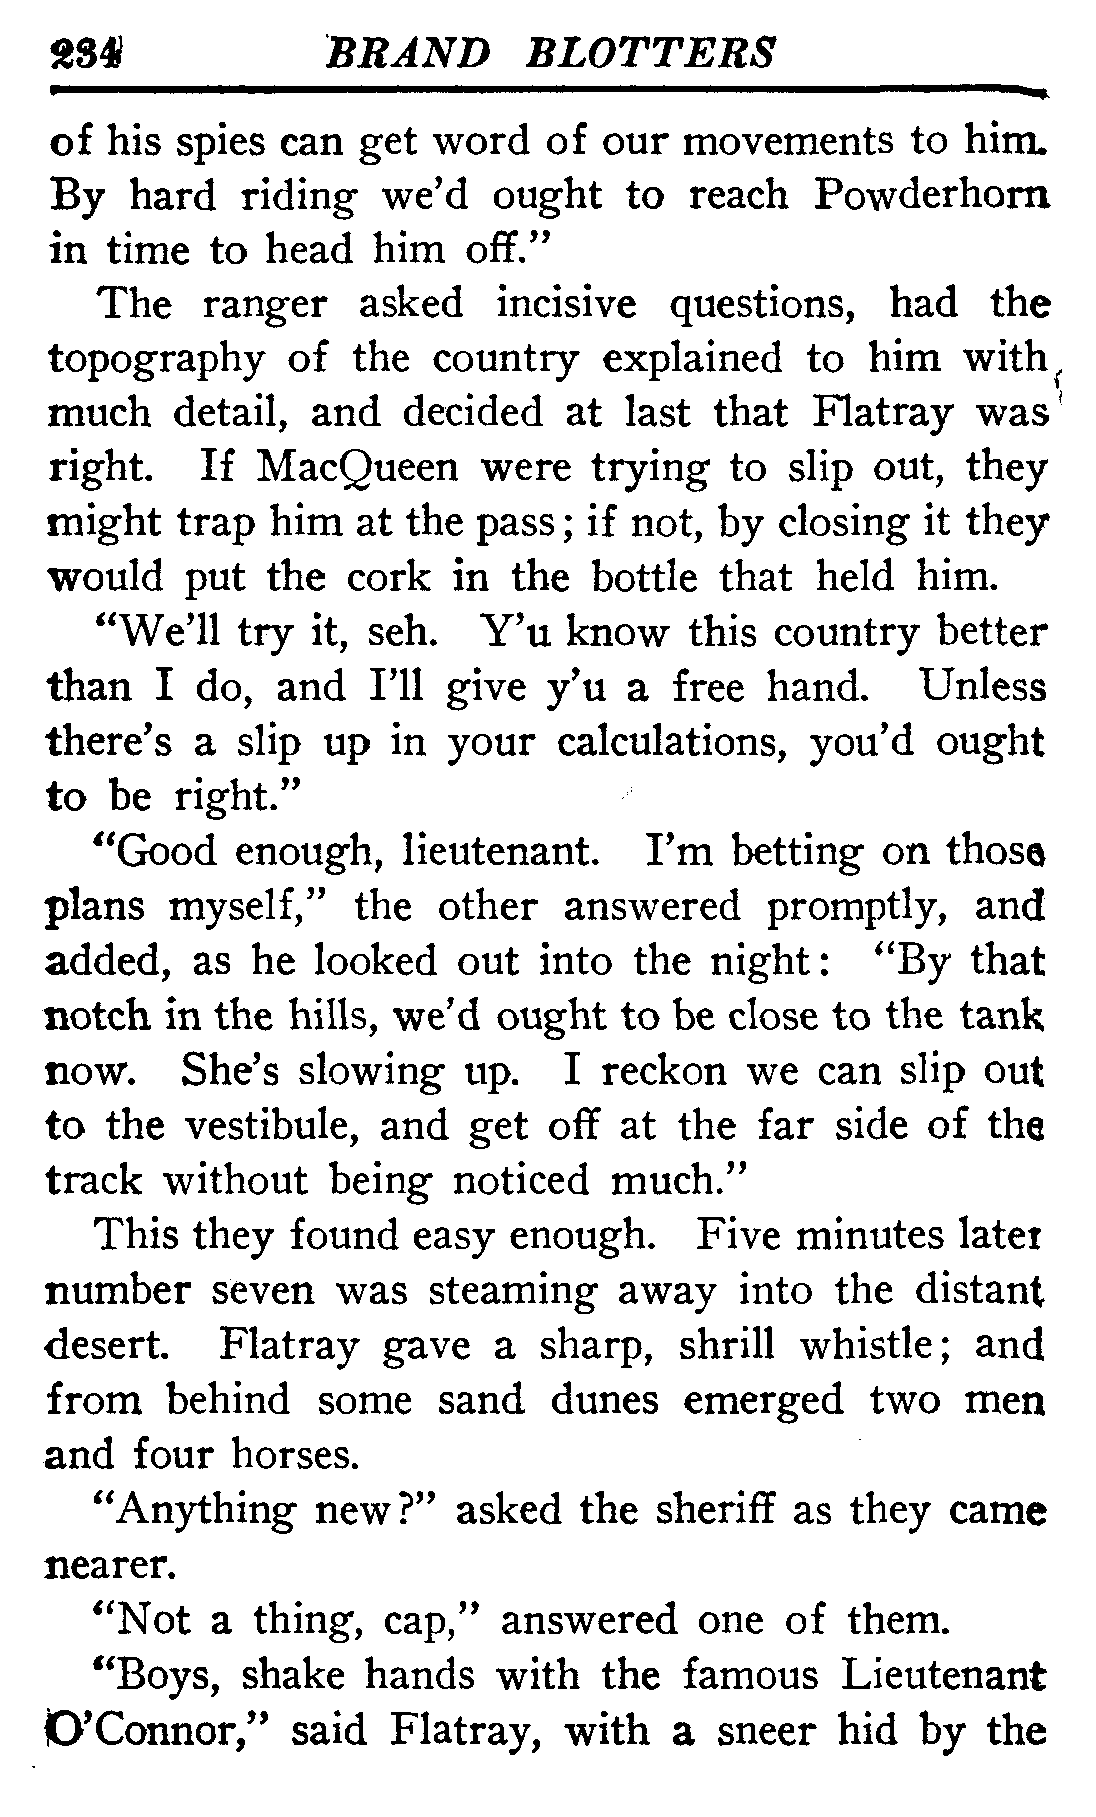 234 BRAND BLOTTERS
of his spies can get word of our movements to him.
By hard riding we'd ought to reach Powderhorn
in time to head him off."
The ranger asked incisive questions, had the
topography of the country explained to him with
much detail, and decided at last that Flatray was
right. If MacQueen were trying to slip out, they
might trap him at the pass; if not, by closing it they
would put the cork in the bottle that held him.
"We'll try it, seh. Y'u know this country better
than I do, and I'll give y'u a free hand. Unless
there's a slip up in your calculations, you'd ought
to be right."
"Good enough, lieutenant. I'm betting on those
plans myself," the other answered promptly, and
added, as he looked out into the night: "By that
notch in the hills, we'd ought to be close to the tank
now. She's slowing up. I reckon we can slip out
to the vestibule, and get off at the far side of the
track without being noticed much."
This they found easy enough. Five minutes later
number seven was steaming away into the distant
desert. Flatray gave a sharp, shrill whistle; and
from behind some sand dunes emerged two men
and four horses.
"Anything new?" asked the sheriff as they came
nearer.
"Not a thing, cap," answered one of them.
"Boys, shake hands with the famous Lieutenant
O'Connor," said Flatray, with a sneer hid by the